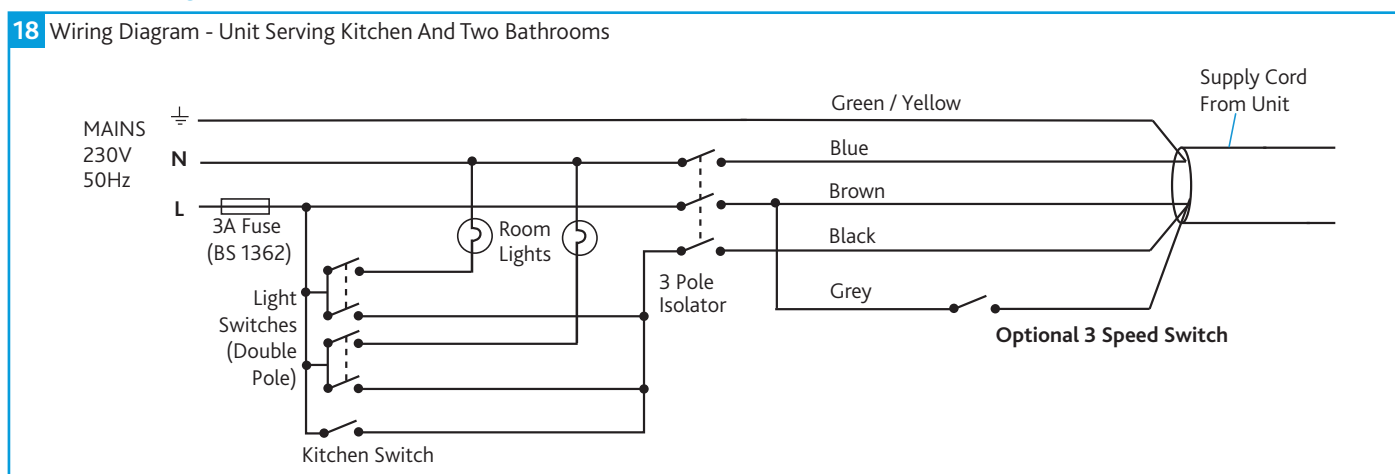 18 Wiring Diagram - Unit Serving Kitchen And Two Bathrooms
Supply Cord
From Unit
Green / Yellow
MAINS
230V
50Hz
N
Blue
L
Brown
3A Fuse
(BS 1362)
Room
Lights
Black
3 Pole
Isolator
Grey
Light
Switches
(Double
Pole)
Optional 3 Speed Switch
Kitchen Switch